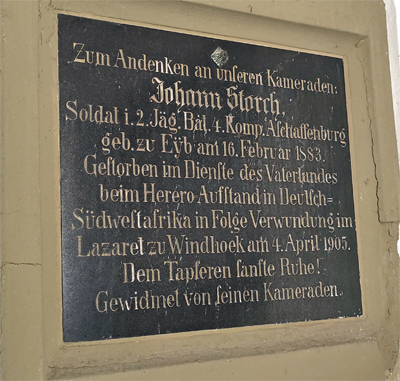 Zum Andenken an unseren Kameraden:
Johann Storch,
Soldat i. 2. Jäg. Bat. 4. Komp. Aschaffenburg
geb. zu Eyb am 16. Februar 1883.
Gestorben im Dienste des Vaterlandes
beim Herero-Aufstand in Deutsch=
Südwestafrika in Folge Verwundung im
Lazaret zu Windhoek am 4. April 1905.
Dem Tapferen sanfte Ruhe!
Gewidmet von seinen Kameraden.